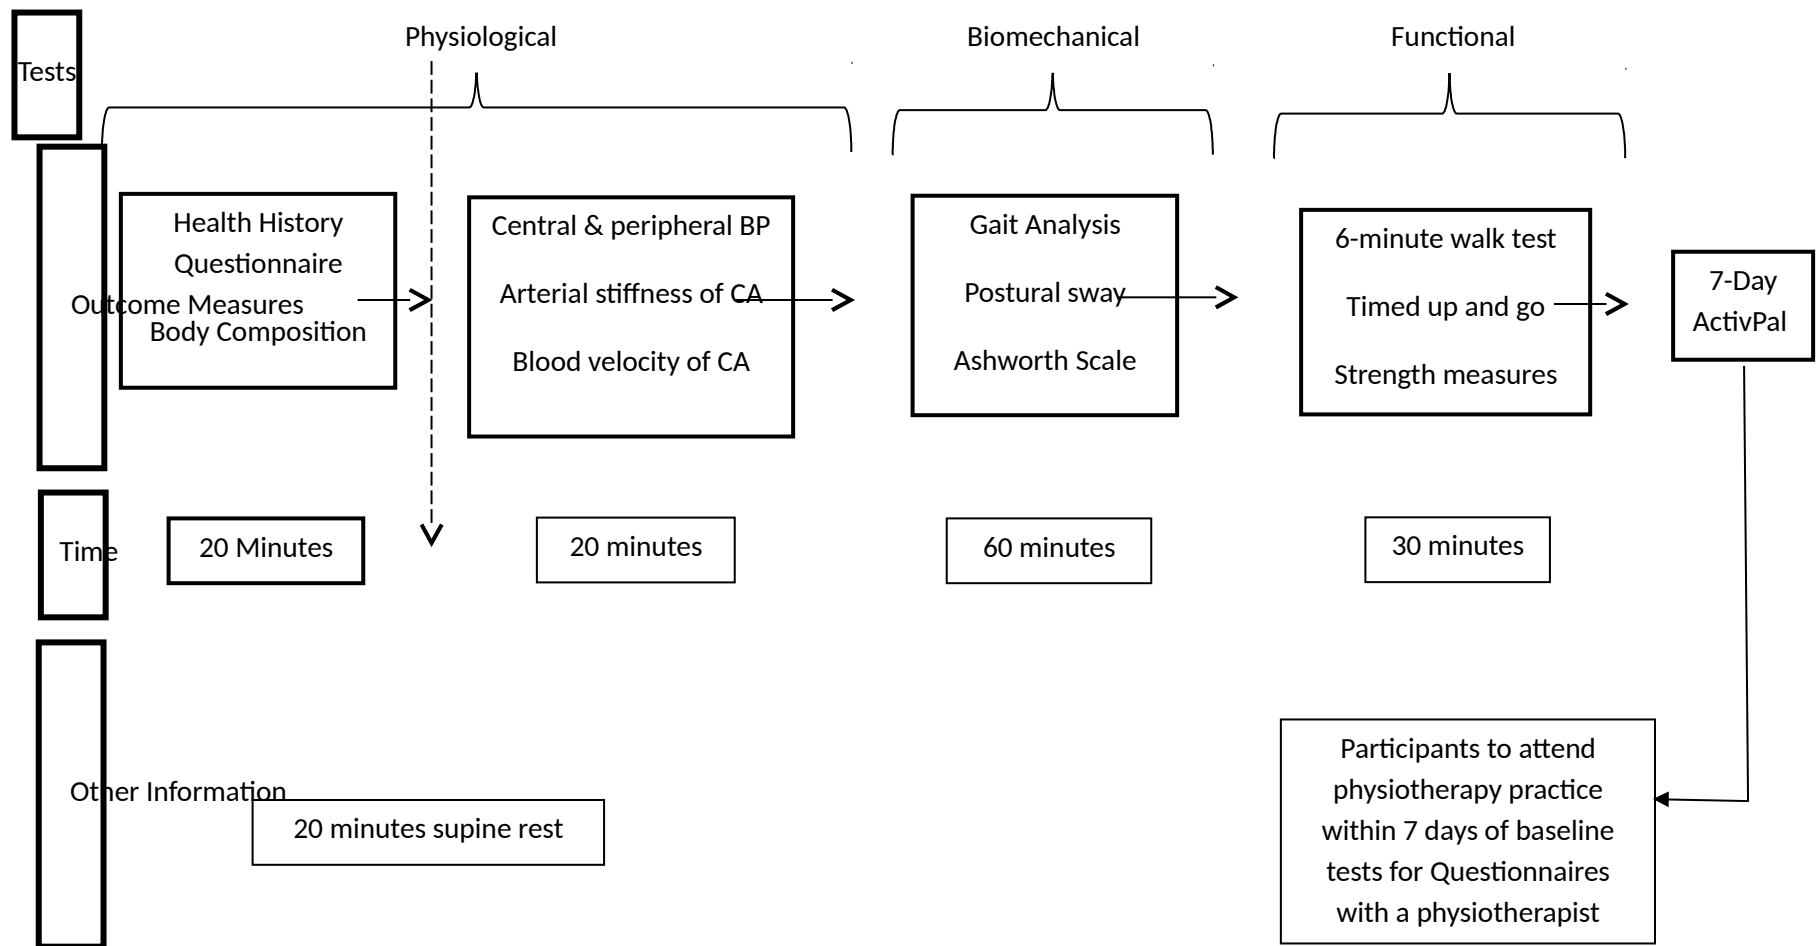 Tests
Physiological
Biomechanical
Functional
Outcome Measures
Health History
Questionnaire
Body Composition
Central & peripheral BP
Arterial stiffness of CA
Blood velocity of CA
Gait Analysis
Postural sway
Ashworth Scale
6-minute walk test
Timed up and go
Strength measures
7-Day
ActivPal
Time
20 Minutes
20 minutes
60 minutes
30 minutes
Other Information
20 minutes supine rest
Participants to attend
physiotherapy practice
within 7 days of baseline
tests for Questionnaires
with a physiotherapist